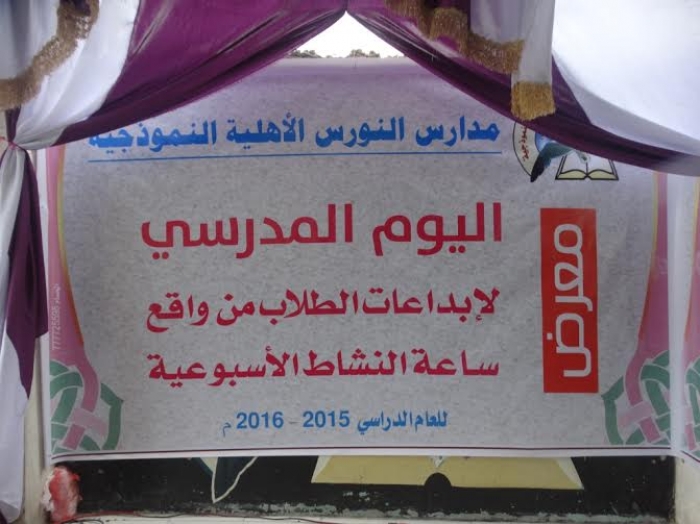 مدارس النورس الأهلية النموذجية
معرض
اليوم المدرسي
لإبداعات الطلاب من واقع
ساعة النشاط الأسبوعية
للعام الدراسي 2015 - 2016 م